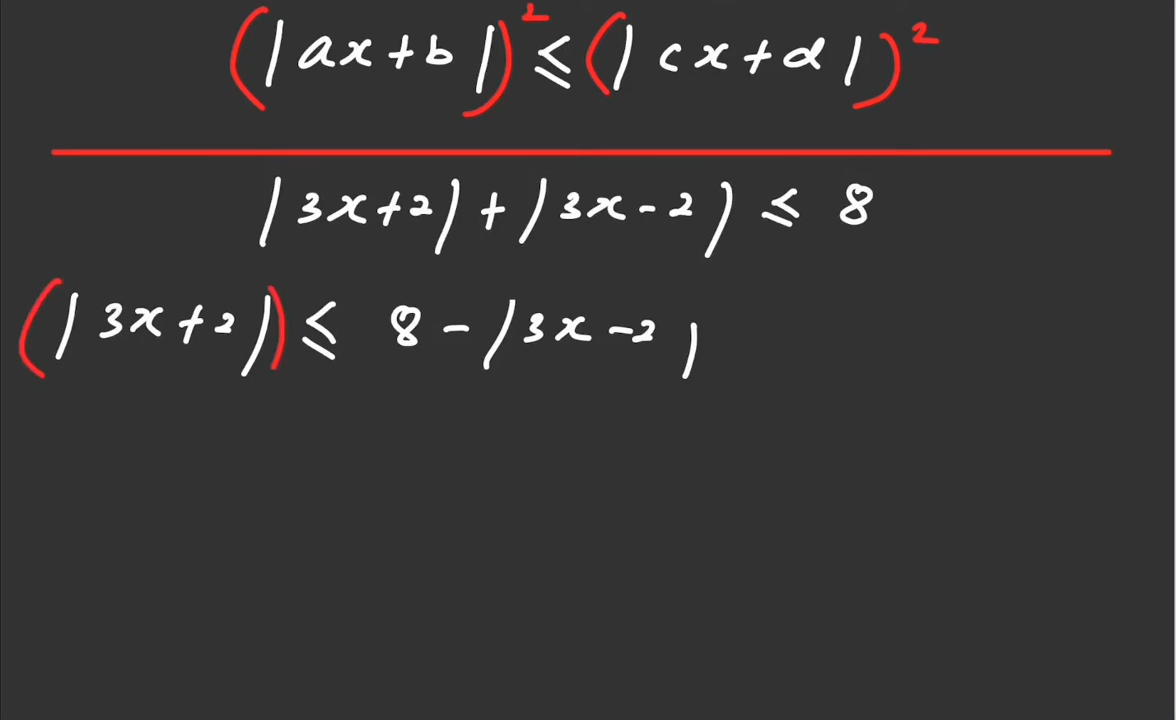 (|ax+b|)² ≤ (|cx+d|)²
|3x+2|+|3x-2| ≤ 8
(|3x+2|) ≤ 8-|3x-2|